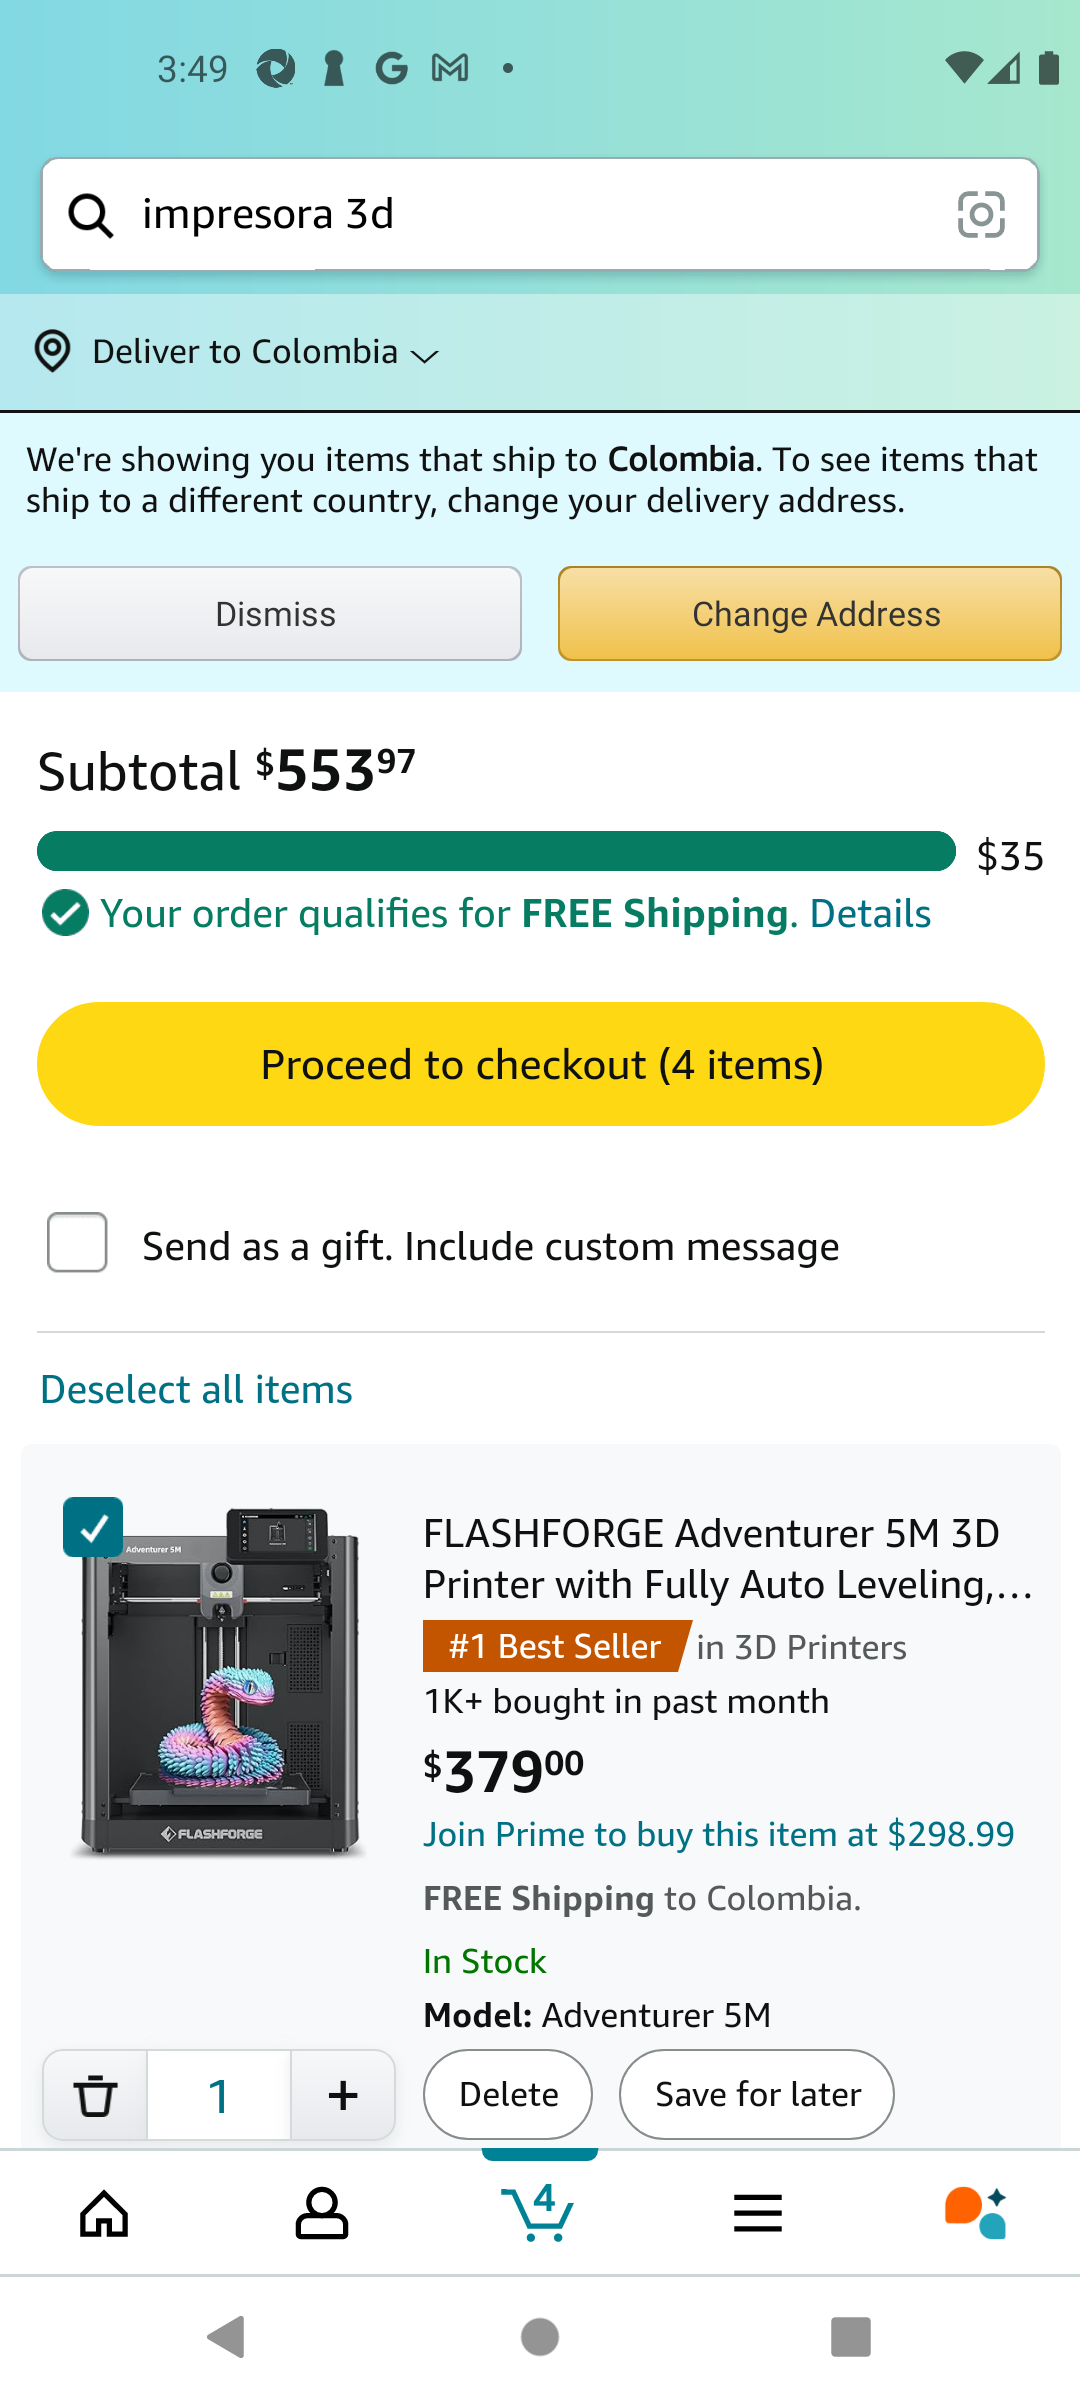 3:49
impresora 3d
Deliver to Colombia
We're showing you items that ship to Colombia. To see items that
ship to a different country, change your delivery address.
Dismiss
Change Address
Subtotal $553.97
$35
Your order qualifies for FREE Shipping. Details
Proceed to checkout (4 items)
Send as a gift. Include custom message
Deselect all items
Adventurer 5M
FLASHFORGE
FLASHFORGE Adventurer 5M 3D
Printer with Fully Auto Leveling,...
#1 Best Seller in 3D Printers
1K+ bought in past month
$379.00
Join Prime to buy this item at $298.99
FREE Shipping to Colombia.
In Stock
Model: Adventurer 5M
1
Delete
Save for later
4